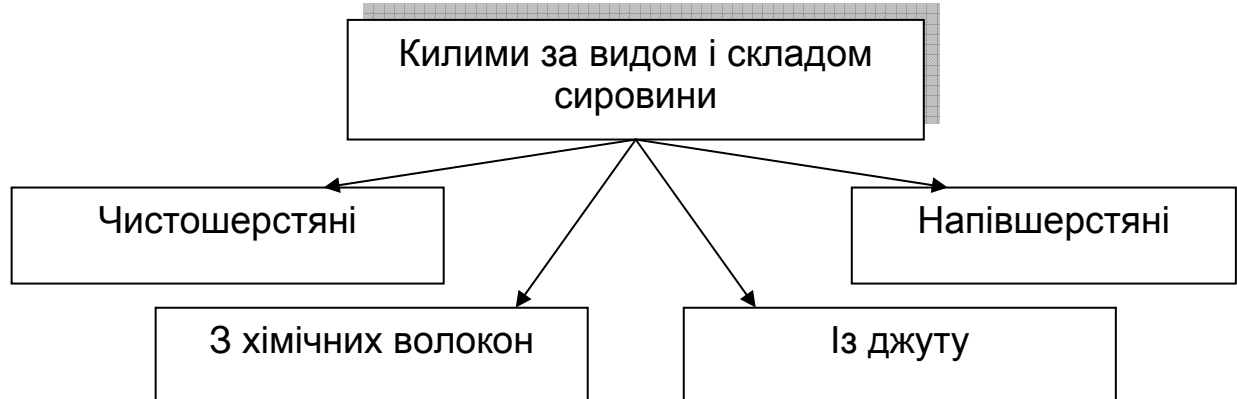 Килими за видом і складом
сировини
Чистошерстяні
Напівшерстяні
З хімічних волокон
Із джуту